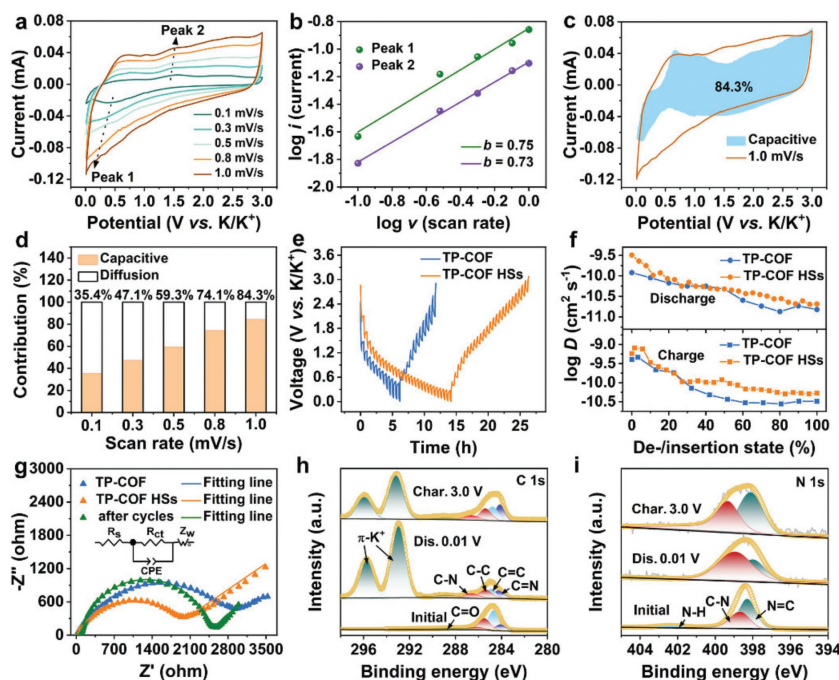 a
Current (mA)
0.08
0.04
0.00
-0.04
-0.08
-0.12
Peak 2
Peak 1
0.1 mV/s
0.3 mV/s
0.5 mV/s
0.8 mV/s
1.0 mV/s
0.0 0.6 1.2 1.8 2.4 3.0
Potential (V vs. K/K⁺)
b
log i (current)
-0.6
-0.8
-1.0
-1.2
-1.4
-1.6
-1.8
-2.0
Peak 1
Peak 2
b = 0.75
b = 0.73
-1.0 -0.8 -0.6 -0.4 -0.2 0.0
log v (scan rate)
c
Current (mA)
0.08
0.04
0.00
-0.04
-0.08
-0.12
84.3%
Capacitive
1.0 mV/s
0.0 0.6 1.2 1.8 2.4 3.0
Potential (V vs. K/K⁺)
d
Contribution (%)
140
120
100
80
60
40
20
0
Capacitive
Diffusion
35.4% 47.1% 59.3% 74.1% 84.3%
0.1 0.3 0.5 0.8 1.0
Scan rate (mV/s)
e
Voltage (V vs. K/K⁺)
3.6
3.0
2.4
1.8
1.2
0.6
0.0
TP-COF
TP-COF HSs
0 5 10 15 20 25
Time (h)
f
log D (cm² s⁻¹)
-9.5
-10.0
-10.5
-11.0
TP-COF
TP-COF HSs
Discharge
-9.0
-9.5
-10.0
-10.5
Charge
TP-COF
TP-COF HSs
0 20 40 60 80 100
De-/insertion state (%)
g
-Z'' (ohm)
3000
2400
1800
1200
600
0
TP-COF
Fitting line
TP-COF HSs
Fitting line
after cycles
Fitting line
Rs
Rct
Zw
CPE
0 700 1400 2100 2800 3500
Z' (ohm)
h
Intensity (a.u.)
C 1s
Char. 3.0 V
π-K⁺
Dis. 0.01 V
C-C
C=C
C-N
C=N
C=O
Initial
296 292 288 284 280
Binding energy (eV)
i
Intensity (a.u.)
N 1s
Char. 3.0 V
Dis. 0.01 V
Initial
N-H
C-N
N=C
404 402 400 398 396 394
Binding energy (eV)